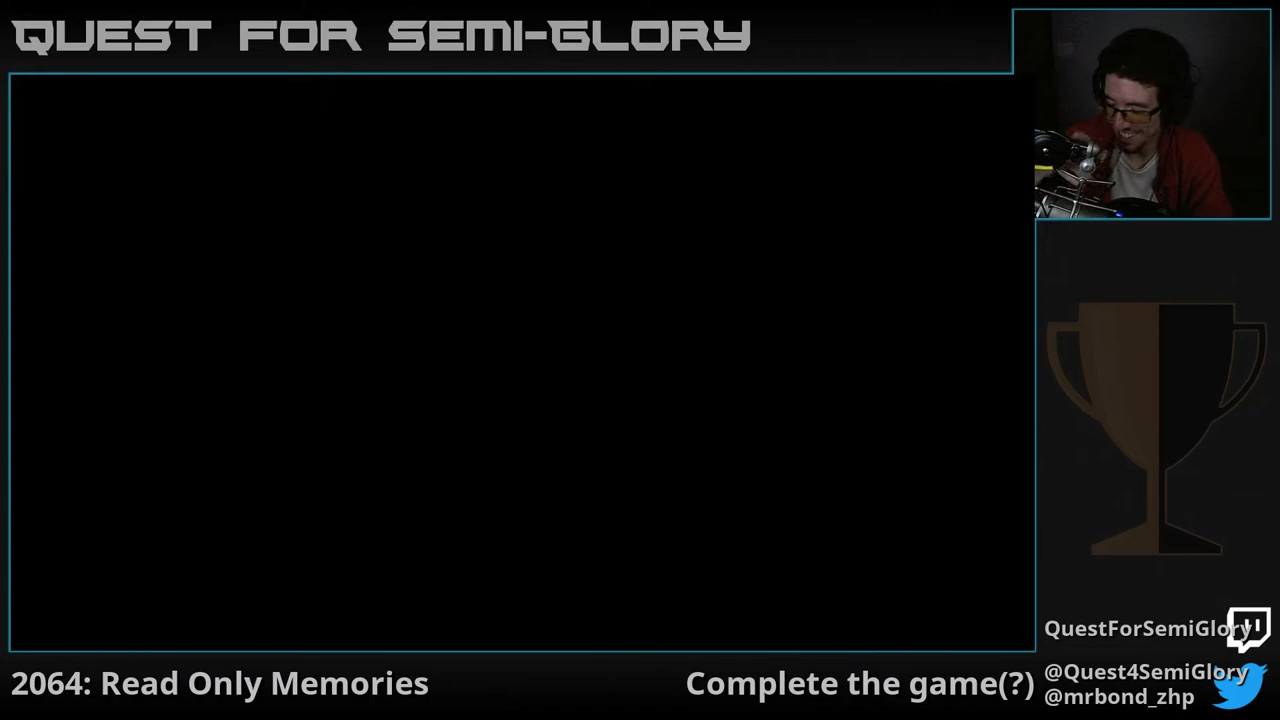 QUEST FOR SEMI-GLORY
QuestForSemiGlory
@Quest4SemiGlory
@mrbond_zhp
2064: Read Only Memories
Complete the game(?)